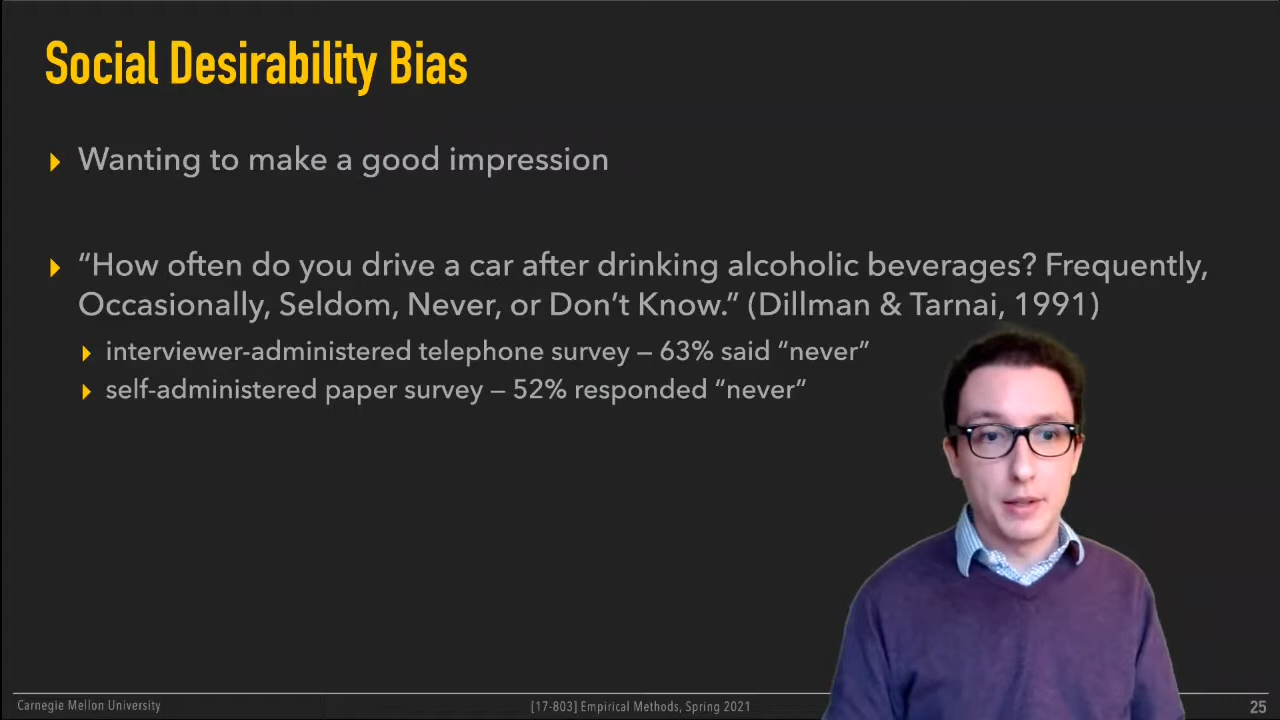 Social Desirability Bias
Wanting to make a good impression
“How often do you drive a car after drinking alcoholic beverages? Frequently,
Occasionally, Seldom, Never, or Don’t Know.” (Dillman & Tarnai, 1991)
interviewer-administered telephone survey – 63% said “never”
self-administered paper survey – 52% responded “never”
Carnegie Mellon University
[17-803] Empirical Methods, Spring 2021
25